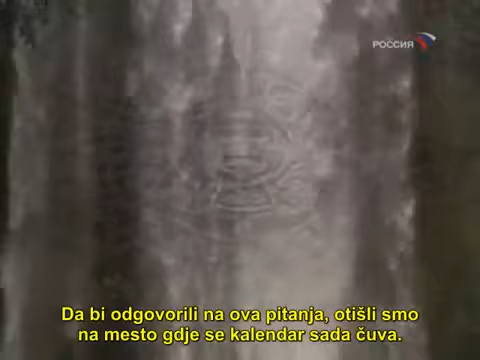 РОССИЯ
Da bi odgovorili na ova pitanja, otišli smo
na mesto gdje se kalendar sada čuva.